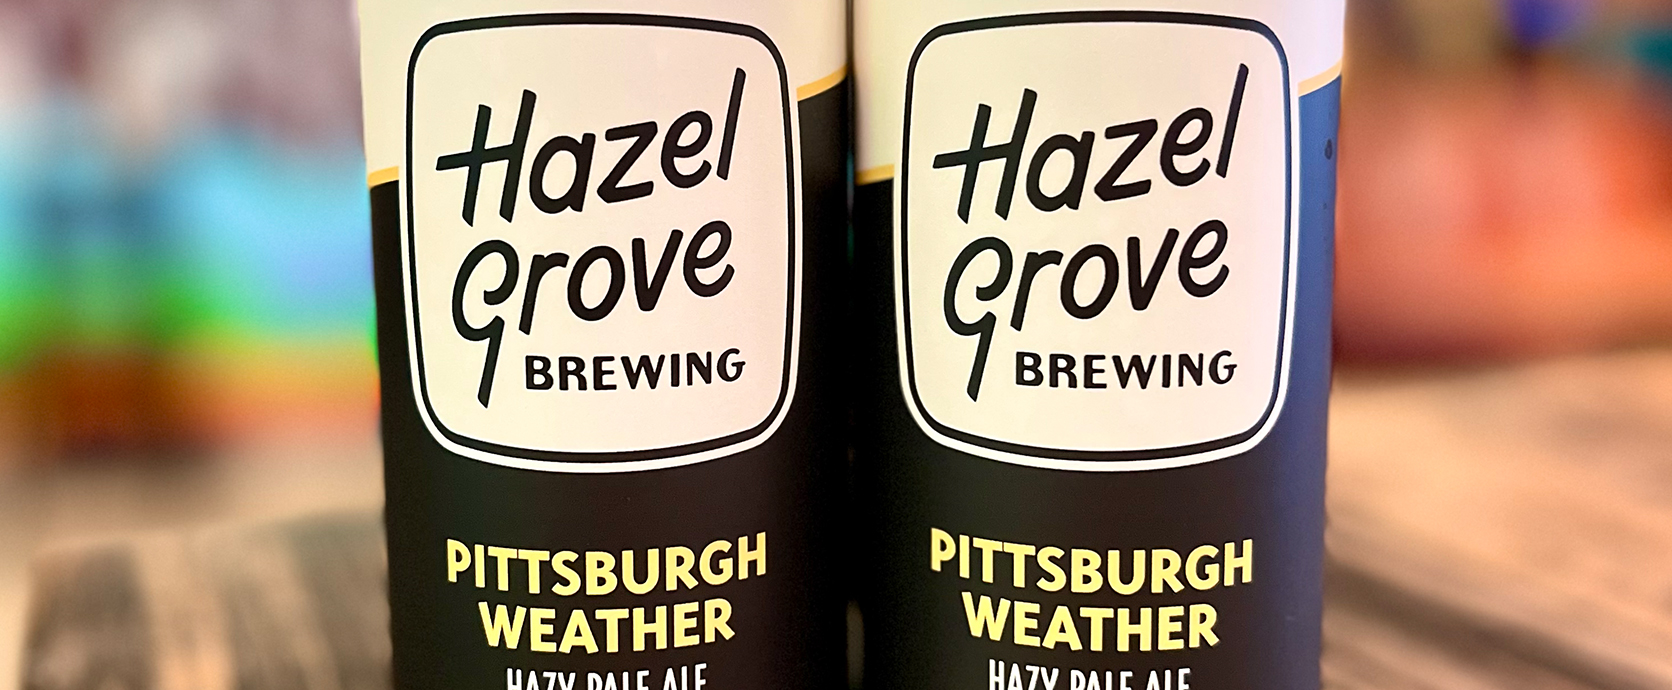 Hazel
Grove
BREWING
PITTSBURGH
WEATHER
HAZY PALE ALE
Hazel
Grove
BREWING
PITTSBURGH
WEATHER
HAZY PALE ALE